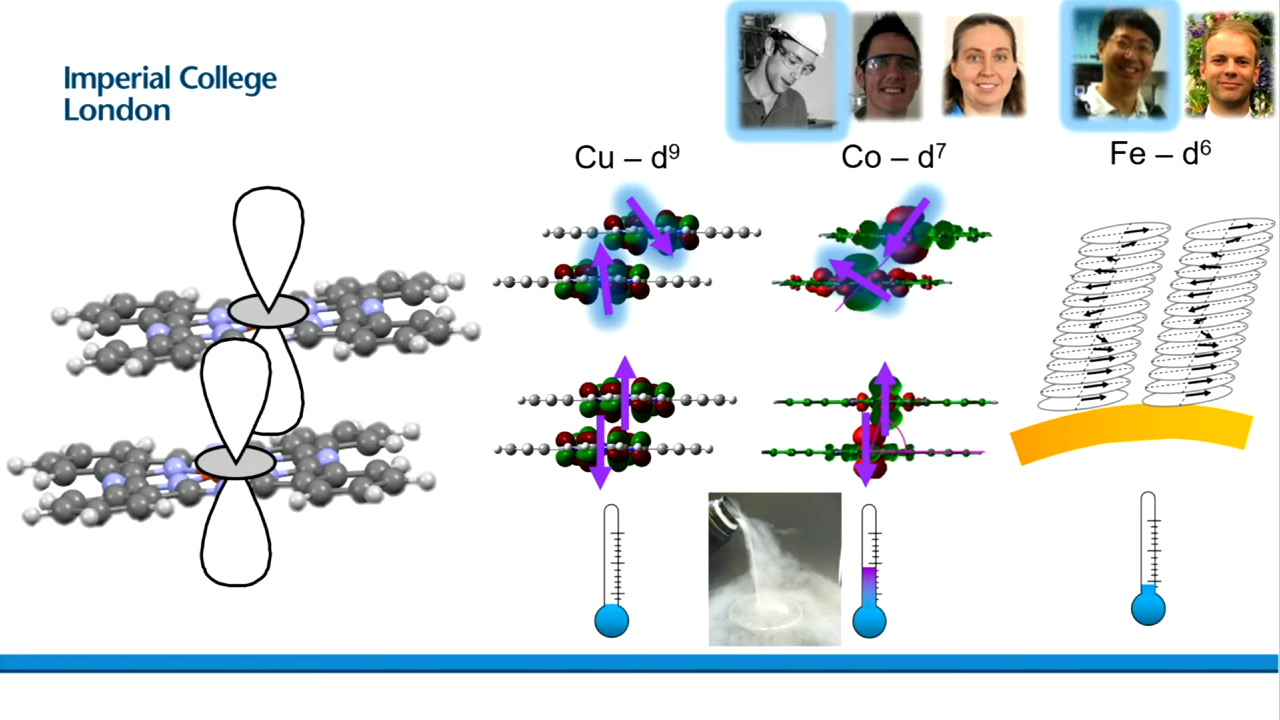 Imperial College
London
Cu – d⁹
Co – d⁷
Fe – d⁶